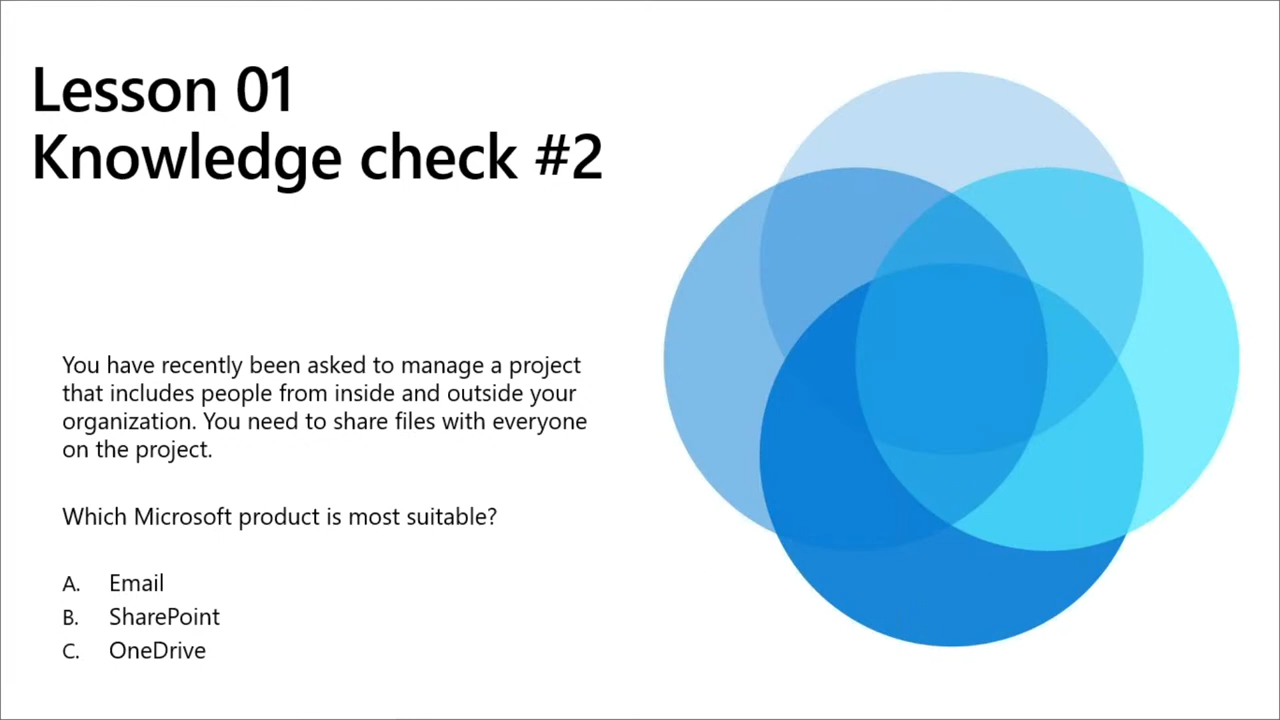 Lesson 01
Knowledge check #2
You have recently been asked to manage a project
that includes people from inside and outside your
organization. You need to share files with everyone
on the project.
Which Microsoft product is most suitable?
A. Email
B. SharePoint
C. OneDrive